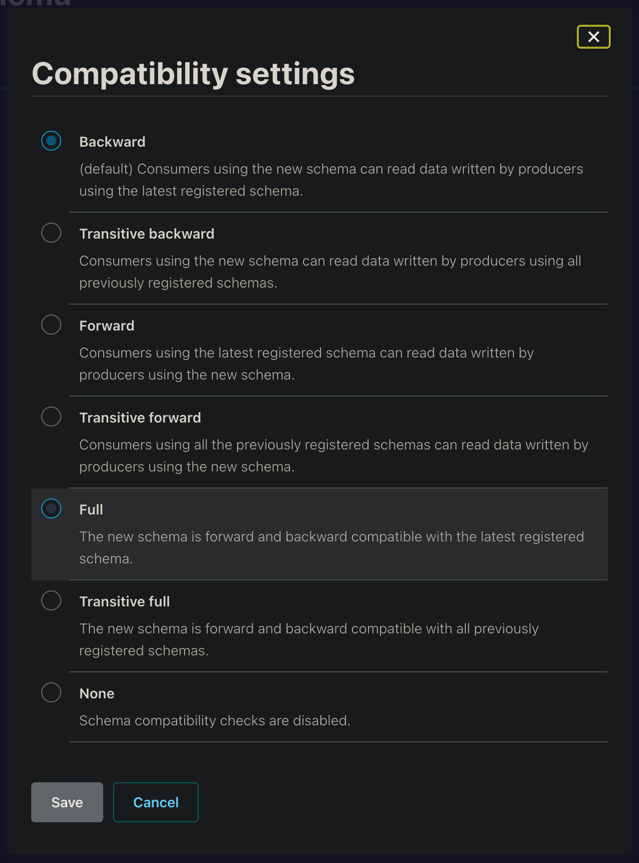 Compatibility settings
Backward
(default) Consumers using the new schema can read data written by producers
using the latest registered schema.
Transitive backward
Consumers using the new schema can read data written by producers using all
previously registered schemas.
Forward
Consumers using the latest registered schema can read data written by
producers using the new schema.
Transitive forward
Consumers using all the previously registered schemas can read data written by
producers using the new schema.
Full
The new schema is forward and backward compatible with the latest registered
schema.
Transitive full
The new schema is forward and backward compatible with all previously
registered schemas.
None
Schema compatibility checks are disabled.
Save
Cancel